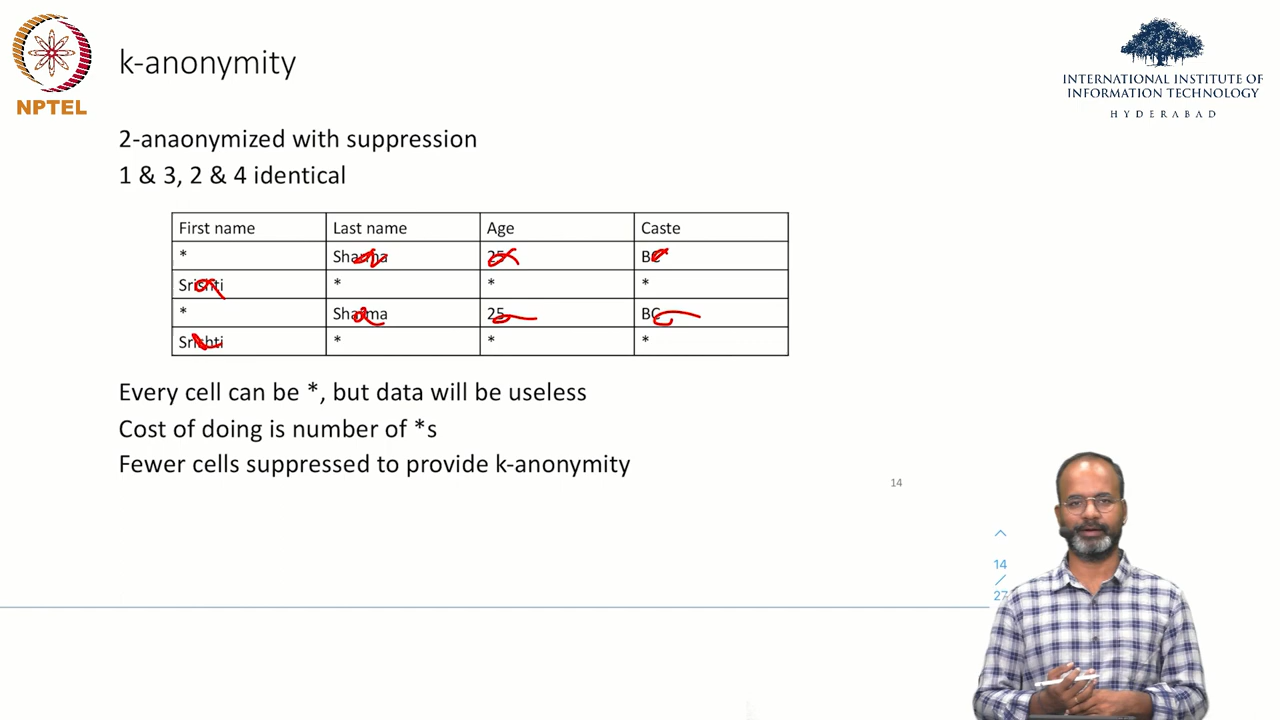 k-anonymity
NPTEL
INTERNATIONAL INSTITUTE OF
INFORMATION TECHNOLOGY
HYDERABAD
2-anaonymized with suppression
1 & 3, 2 & 4 identical
First name Last name Age Caste
* Sharma 25 BC
Srishti * * *
* Sharma 25 BC
Srishti * * *
Every cell can be *, but data will be useless
Cost of doing is number of *s
Fewer cells suppressed to provide k-anonymity
14
14
/
27